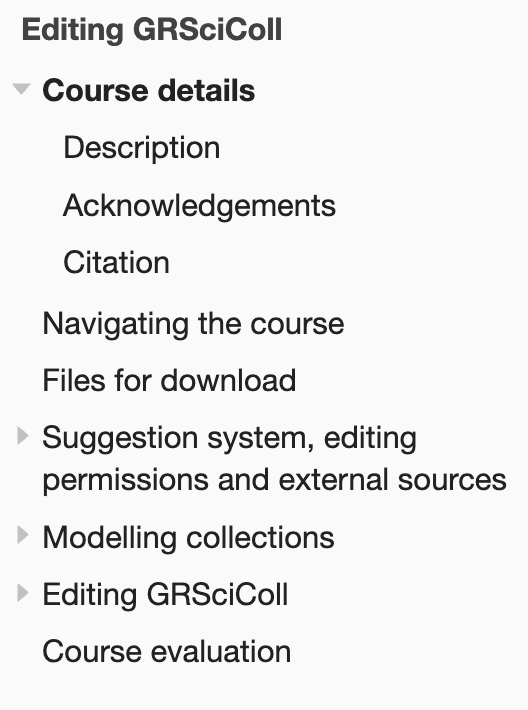 Editing GRSciColl
Course details
Description
Acknowledgements
Citation
Navigating the course
Files for download
Suggestion system, editing
permissions and external sources
Modelling collections
Editing GRSciColl
Course evaluation